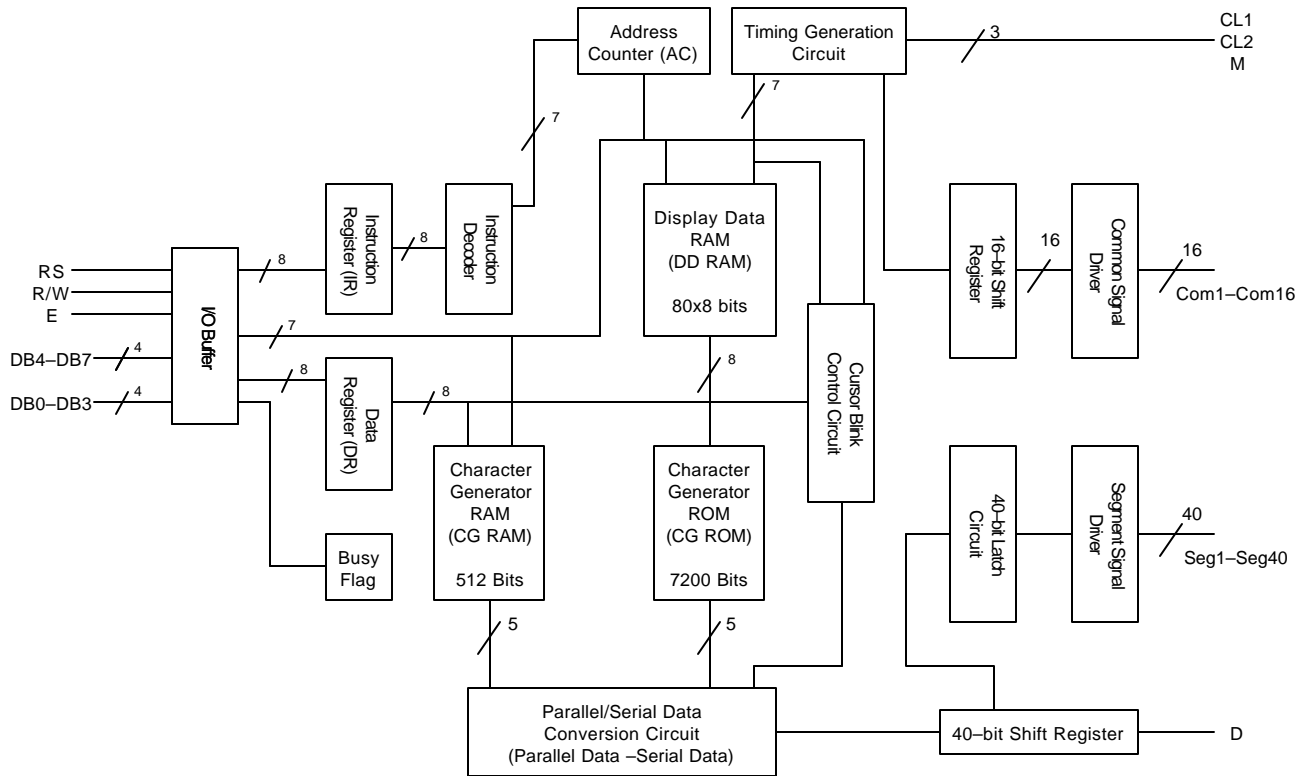 Address
Counter (AC)
Timing Generation
Circuit
3
CL1
CL2
M
7
7
Instruction
Register (IR)
8
Instruction
Decoder
Display Data
RAM
(DD RAM)
80x8 bits
16-bit Shift
Register
16
Common Signal
Driver
16
Com1–Com16
RS
R/W
E
DB4–DB7
4
DB0–DB3
4
I/O Buffer
8
7
8
Data
Register (DR)
8
8
Cursor Blink
Control Circuit
Character
Generator
RAM
(CG RAM)
512 Bits
Character
Generator
ROM
(CG ROM)
7200 Bits
40-bit Latch
Circuit
Segment Signal
Driver
40
Seg1–Seg40
Busy
Flag
5
5
Parallel/Serial Data
Conversion Circuit
(Parallel Data –Serial Data)
40–bit Shift Register
D